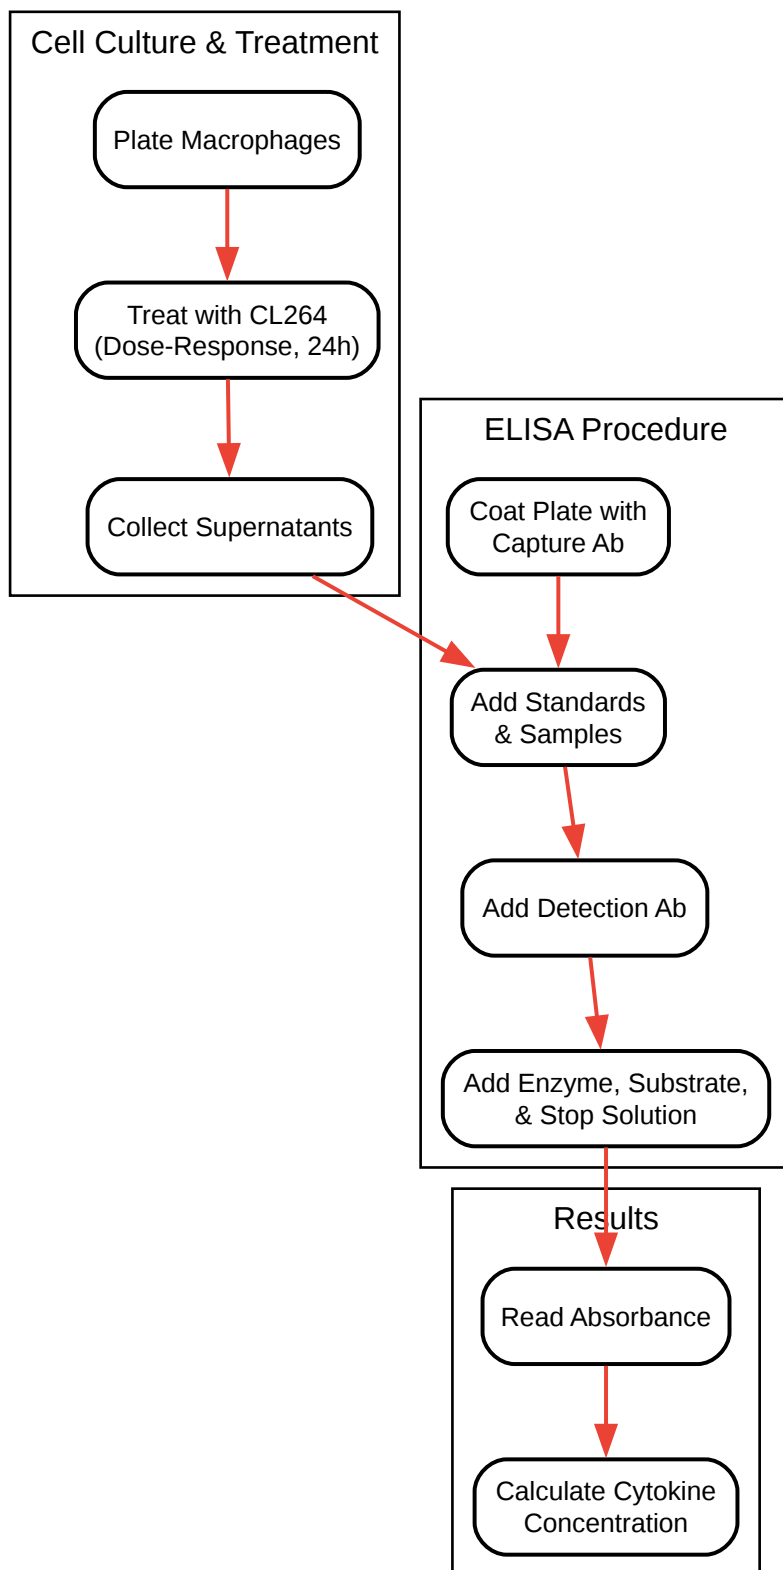 Cell Culture & Treatment
Plate Macrophages
Treat with CL264
(Dose-Response, 24h)
Collect Supernatants
ELISA Procedure
Coat Plate with
Capture Ab
Add Standards
& Samples
Add Detection Ab
Add Enzyme, Substrate,
& Stop Solution
Results
Read Absorbance
Calculate Cytokine
Concentration